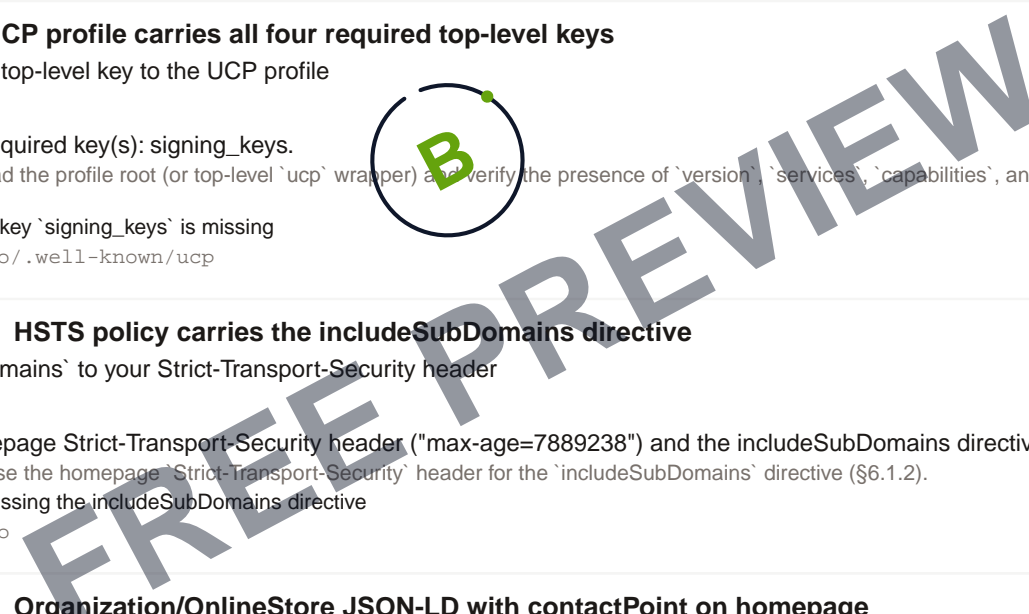 CP profile carries all four required top-level keys
top-level key to the UCP profile
B
quired key(s): signing_keys.
d the profile root (or top-level `ucp` wrapper) and verify the presence of `version`, `services`, `capabilities`, an
key `signing_keys` is missing
o/.well-known/ucp
HSTS policy carries the includeSubDomains directive
mains` to your Strict-Transport-Security header
epage Strict-Transport-Security header ("max-age=7889238") and the includeSubDomains directiv
se the homepage `Strict-Transport-Security` header for the `includeSubDomains` directive (§6.1.2).
ssing the includeSubDomains directive
o
Organization/OnlineStore JSON-LD with contactPoint on homepage
FREE PREVIEW